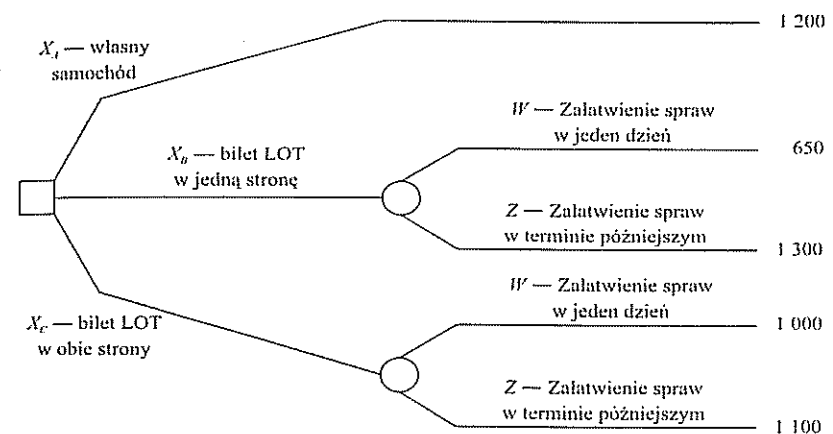 1 200
X_A — własny
samochód
W — Załatwienie spraw
w jeden dzień
650
X_B — bilet LOT
w jedną stronę
Z — Załatwienie spraw
w terminie późniejszym
1 300
W — Załatwienie spraw
w jeden dzień
1 000
X_C — bilet LOT
w obie strony
Z — Załatwienie spraw
w terminie późniejszym
1 100